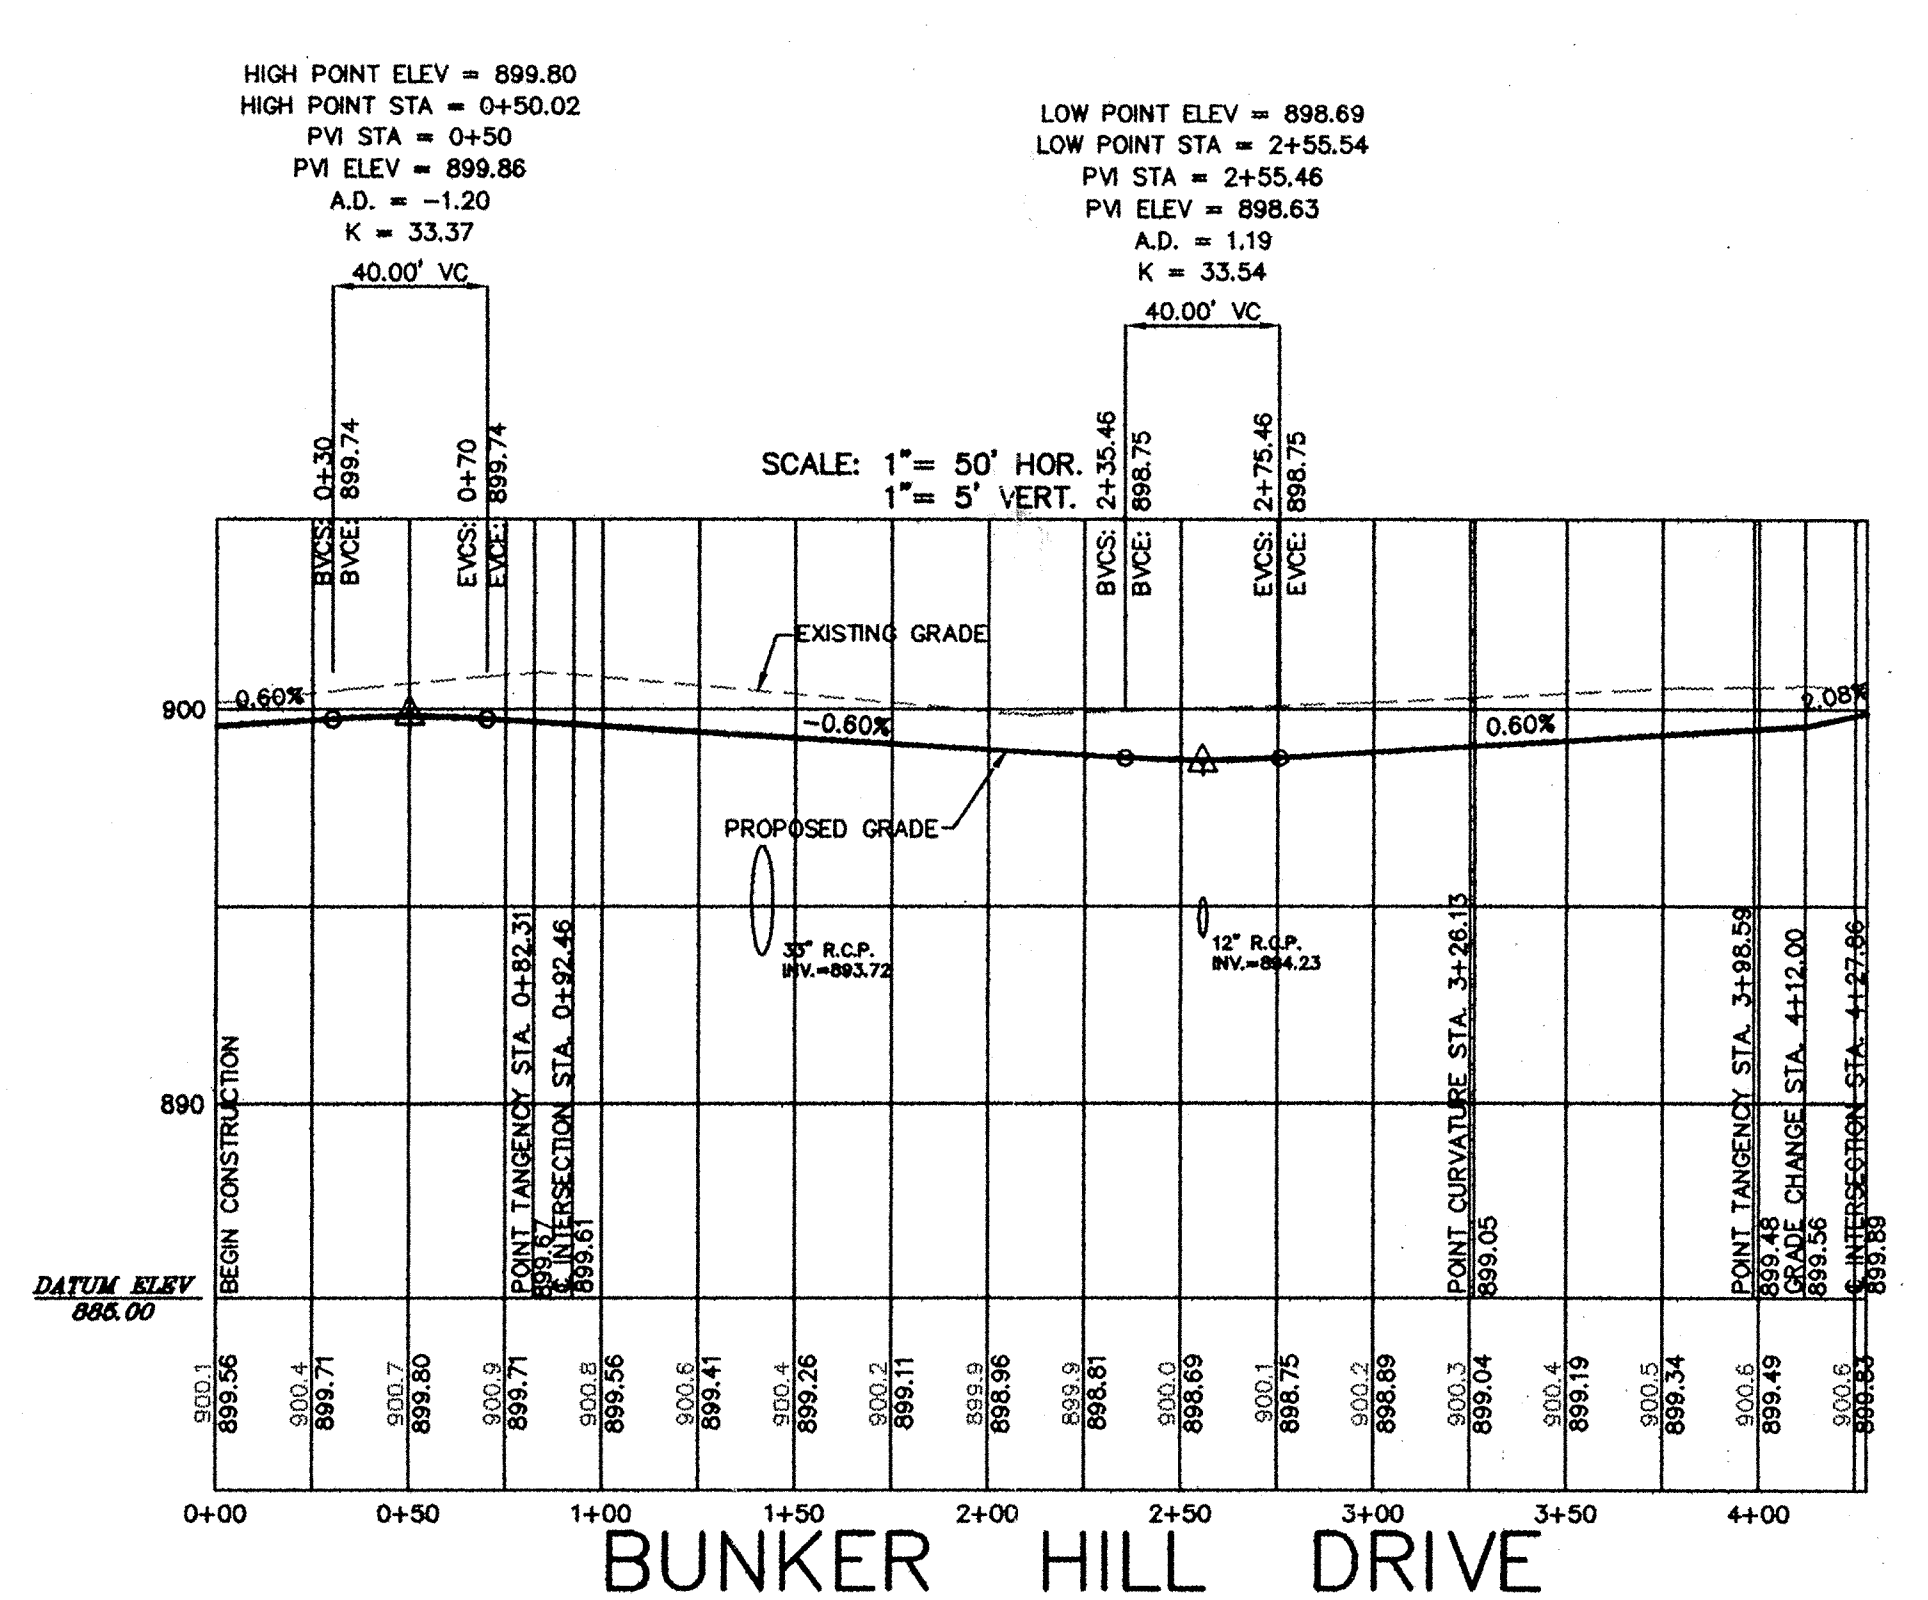 HIGH POINT ELEV = 899.80
HIGH POINT STA = 0+50.02
PVI STA = 0+50
PVI ELEV = 899.86
A.D. = -1.20
K = 33.37
40.00' VC
LOW POINT ELEV = 898.69
LOW POINT STA = 2+55.54
PVI STA = 2+55.46
PVI ELEV = 898.63
A.D. = 1.19
K = 33.54
40.00' VC
BVCS: 0+30
BVCE: 899.74
EVCS: 0+70
EVCE: 899.74
SCALE: 1"= 50' HOR.
1"= 5' VERT.
BVCS: 2+35.46
BVCE: 898.75
EVCS: 2+75.46
EVCE: 898.75
EXISTING GRADE
0.60%
-0.60%
0.60%
2.08%
900
PROPOSED GRADE
33" R.C.P.
INV.=893.72
12" R.C.P.
INV.=894.23
890
BEGIN CONSTRUCTION
POINT TANGENCY STA. 0+82.31
899.67
℄ INTERSECTION STA. 0+92.46
899.61
POINT CURVATURE STA. 3+26.13
899.05
POINT TANGENCY STA. 3+98.59
899.48
GRADE CHANGE STA. 4+12.00
899.56
℄ INTERSECTION STA. 4+27.86
899.89
DATUM ELEV
885.00
900.1
899.56
900.4
899.71
900.7
899.80
900.9
899.71
900.8
899.56
900.6
899.41
900.4
899.26
900.2
899.11
899.9
898.96
899.9
898.81
900.0
898.69
900.1
898.75
900.2
898.89
900.3
899.04
900.4
899.19
900.5
899.34
900.6
899.49
900.6
899.83
0+00
0+50
1+00
1+50
2+00
2+50
3+00
3+50
4+00
BUNKER HILL DRIVE